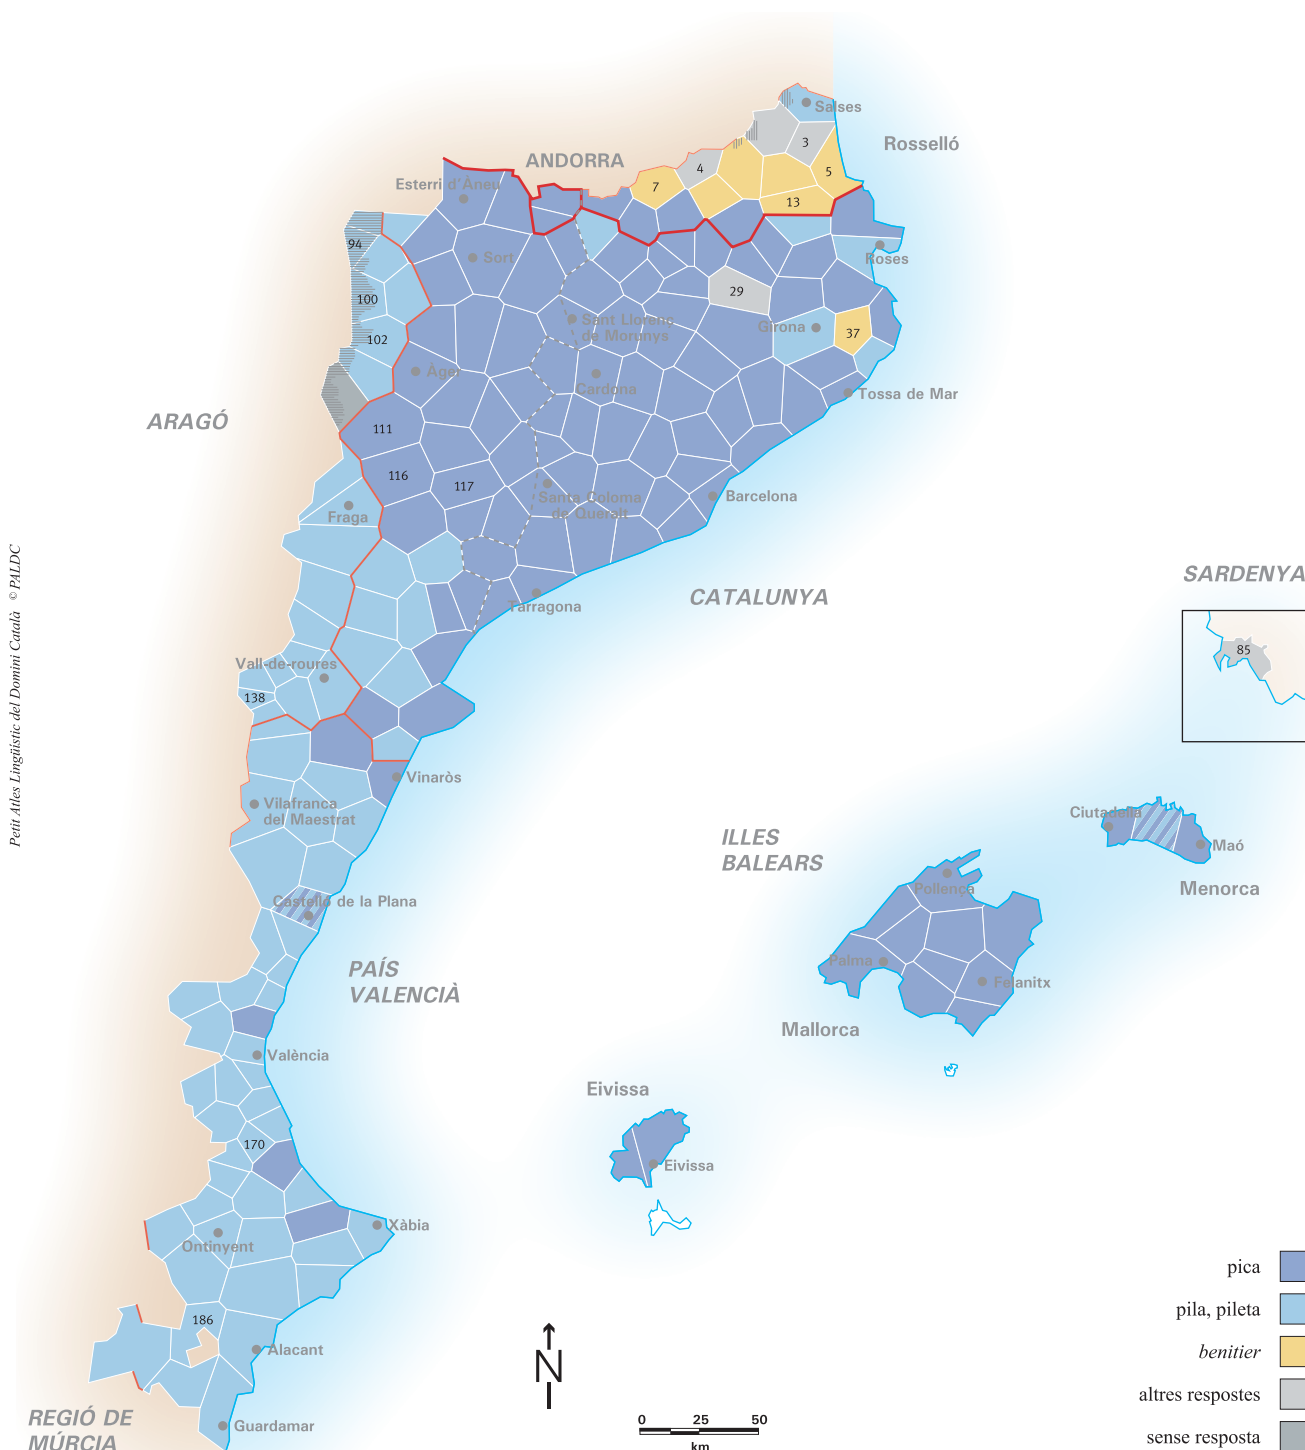 Salses
3
Rosselló
ANDORRA
4
5
7
Esterri d'Àneu
13
94
Roses
Sort
100
29
Sant Llorenç
de Morunys
Girona
37
102
Àger
Cardona
Tossa de Mar
ARAGÓ
111
116
117
Santa Coloma
de Queralt
Barcelona
Fraga
Petit Atles Lingüístic del Domini Català © PALDC
SARDENYA
CATALUNYA
Tarragona
85
Vall-de-roures
138
Vinaròs
Vilafranca
del Maestrat
Ciutadella
ILLES
BALEARS
Maó
Pollença
Menorca
Castelló de la Plana
PAÍS
VALENCIÀ
Palma
Felanitx
Mallorca
València
Eivissa
170
Eivissa
Xàbia
Ontinyent
pica
pila, pileta
186
Alacant
benitier
N
altres respostes
REGIÓ DE
MÚRCIA
Guardamar
0 25 50
km
sense resposta